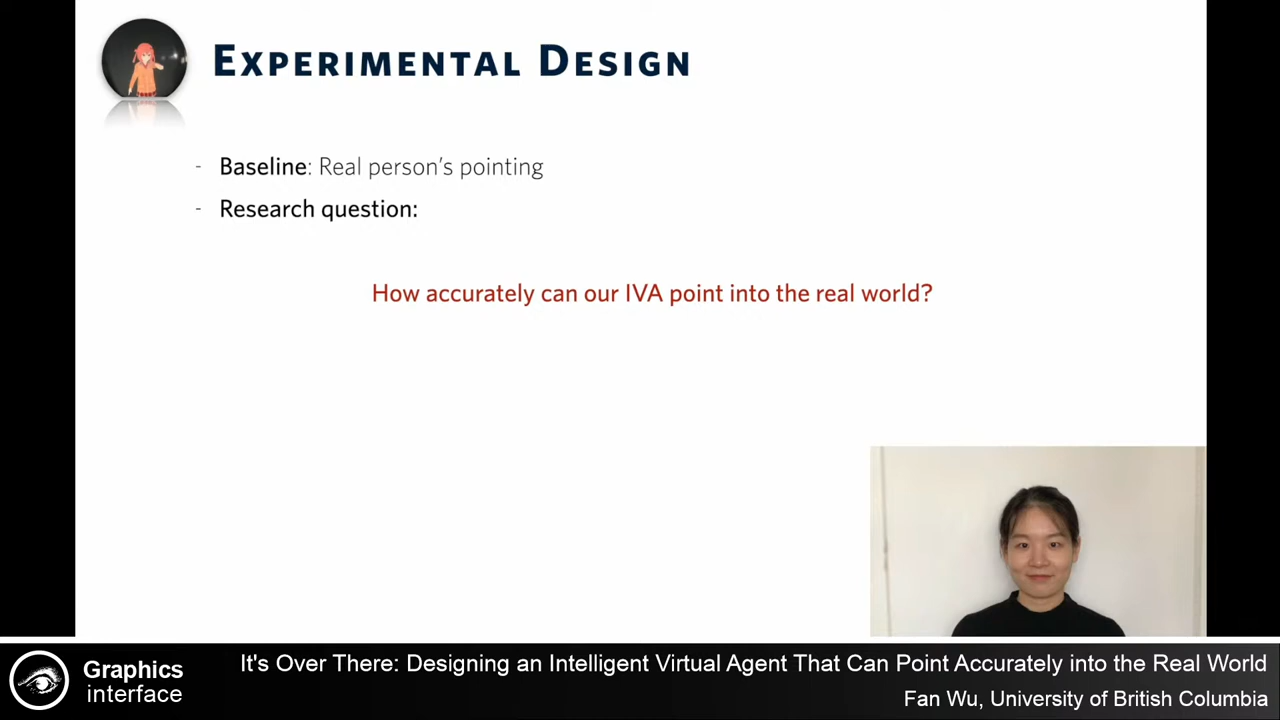 EXPERIMENTAL DESIGN
- Baseline: Real person's pointing
- Research question:
How accurately can our IVA point into the real world?
Graphics
interface
It's Over There: Designing an Intelligent Virtual Agent That Can Point Accurately into the Real World
Fan Wu, University of British Columbia